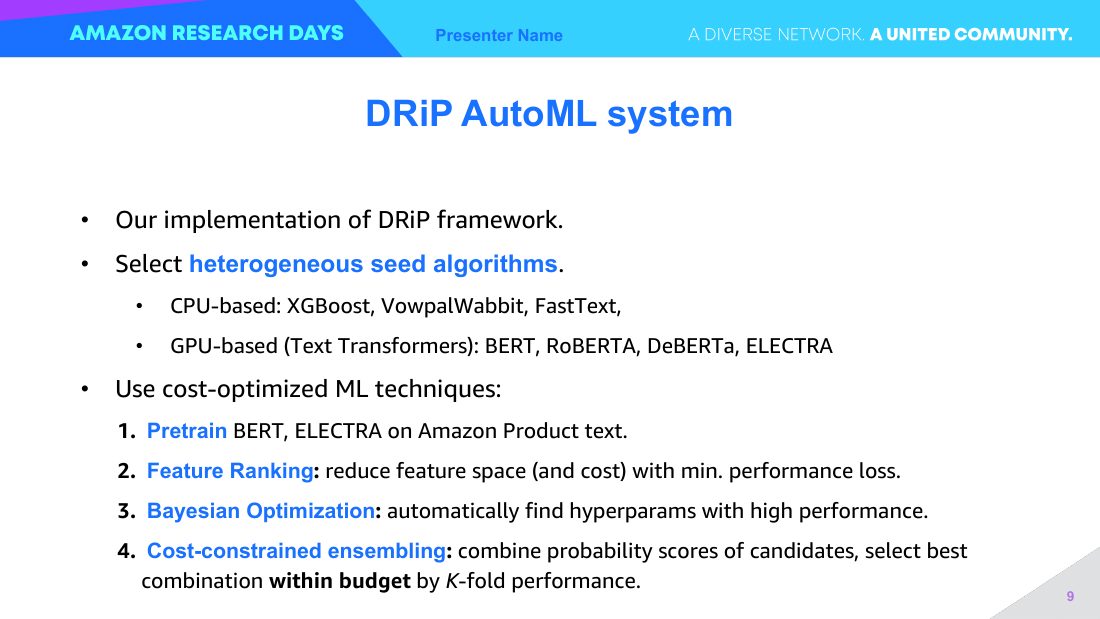 AMAZON RESEARCH DAYS
Presenter Name
A DIVERSE NETWORK. A UNITED COMMUNITY.
DRiP AutoML system
• Our implementation of DRiP framework.
• Select heterogeneous seed algorithms.
• CPU-based: XGBoost, VowpalWabbit, FastText,
• GPU-based (Text Transformers): BERT, RoBERTA, DeBERTa, ELECTRA
• Use cost-optimized ML techniques:
1. Pretrain BERT, ELECTRA on Amazon Product text.
2. Feature Ranking: reduce feature space (and cost) with min. performance loss.
3. Bayesian Optimization: automatically find hyperparams with high performance.
4. Cost-constrained ensembling: combine probability scores of candidates, select best
combination within budget by K-fold performance.
9